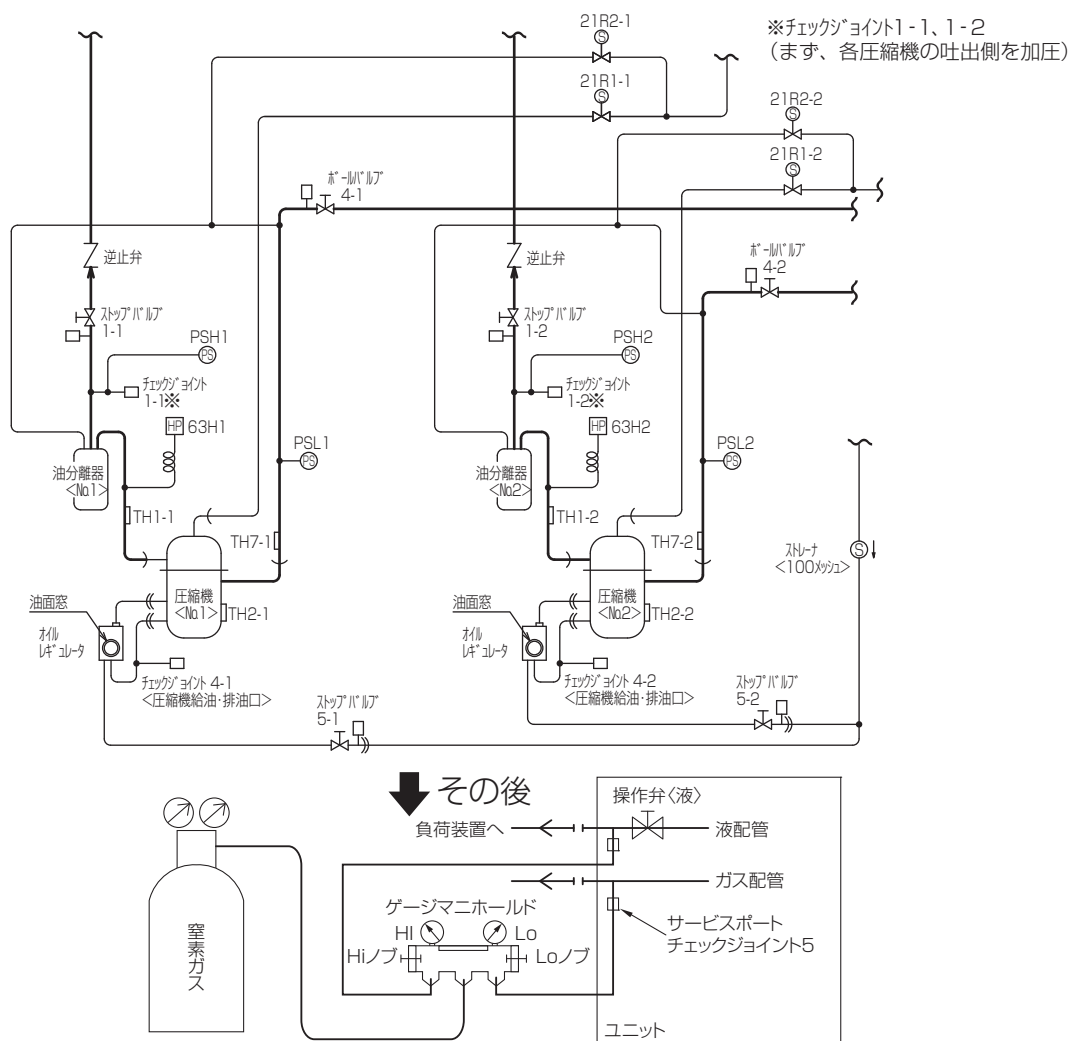 ※チェックジョイント1-1、1-2
(まず、各圧縮機の吐出側を加圧)
21R2-1
S
21R1-1
S
21R2-2
S
21R1-2
S
ボールバルブ
4-1
逆止弁
逆止弁
ボールバルブ
4-2
ストップバルブ
1-1
ストップバルブ
1-2
PSH1
PS
PSH2
PS
チェックジョイント
1-1※
チェックジョイント
1-2※
HP 63H1
HP 63H2
PSL1
PS
PSL2
PS
油分離器
<No.1>
油分離器
<No.2>
TH1-1
TH1-2
TH7-1
TH7-2
ストレーナ
<100メッシュ>
S
圧縮機
<No.1>
TH2-1
圧縮機
<No.2>
TH2-2
油面窓
油面窓
オイル
レギュレータ
オイル
レギュレータ
チェックジョイント 4-1
<圧縮機給油・排油口>
チェックジョイント 4-2
<圧縮機給油・排油口>
ストップバルブ
5-1
ストップバルブ
5-2
その後
操作弁〈液〉
負荷装置へ
液配管
ガス配管
ゲージマニホールド
HI
Lo
Hiノブ
Loノブ
サービスポート
チェックジョイント5
窒素ガス
ユニット